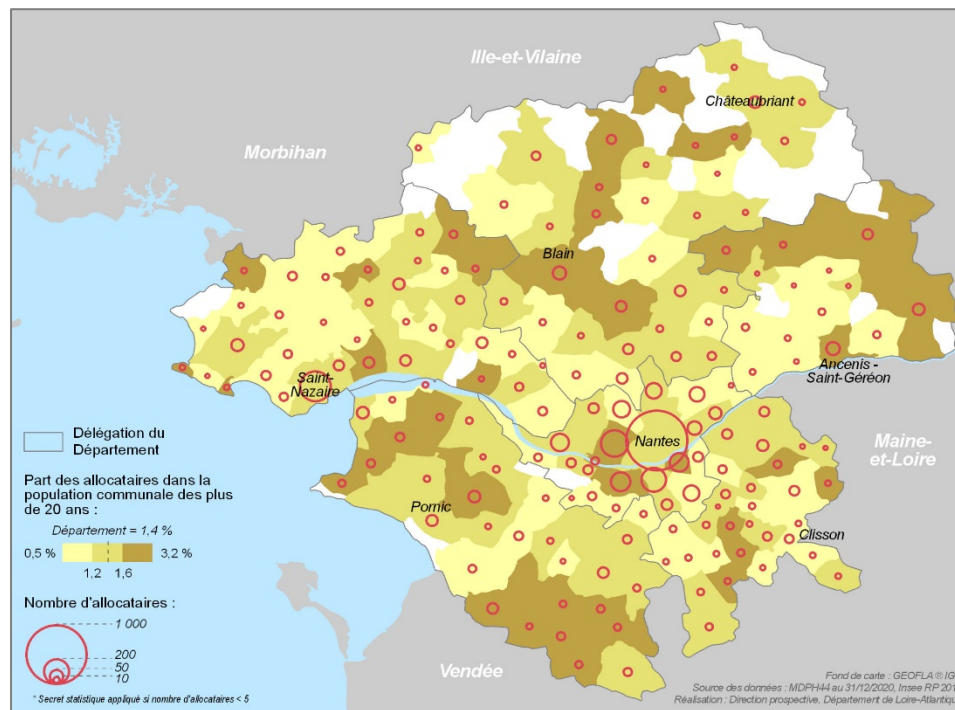 Ille-et-Vilaine
Châteaubriant
Morbihan
Blain
Ancenis -
Saint-Géréon
Saint-
Nazaire
Nantes
Maine-
et-Loire
Délégation du
Département
Part des allocataires dans la
population communale des plus
de 20 ans :
Département = 1,4 %
0,5 % 3,2 %
1,2 1,6
Pornic
Clisson
Nombre d'allocataires :
1 000
200
50
10
* Secret statistique appliqué si nombre d'allocataires < 5
Vendée
Fond de carte : GEOFLA ® IG
Source des données : MDPH44 au 31/12/2020, Insee RP 201
Réalisation : Direction prospective, Département de Loire-Atlantiqu